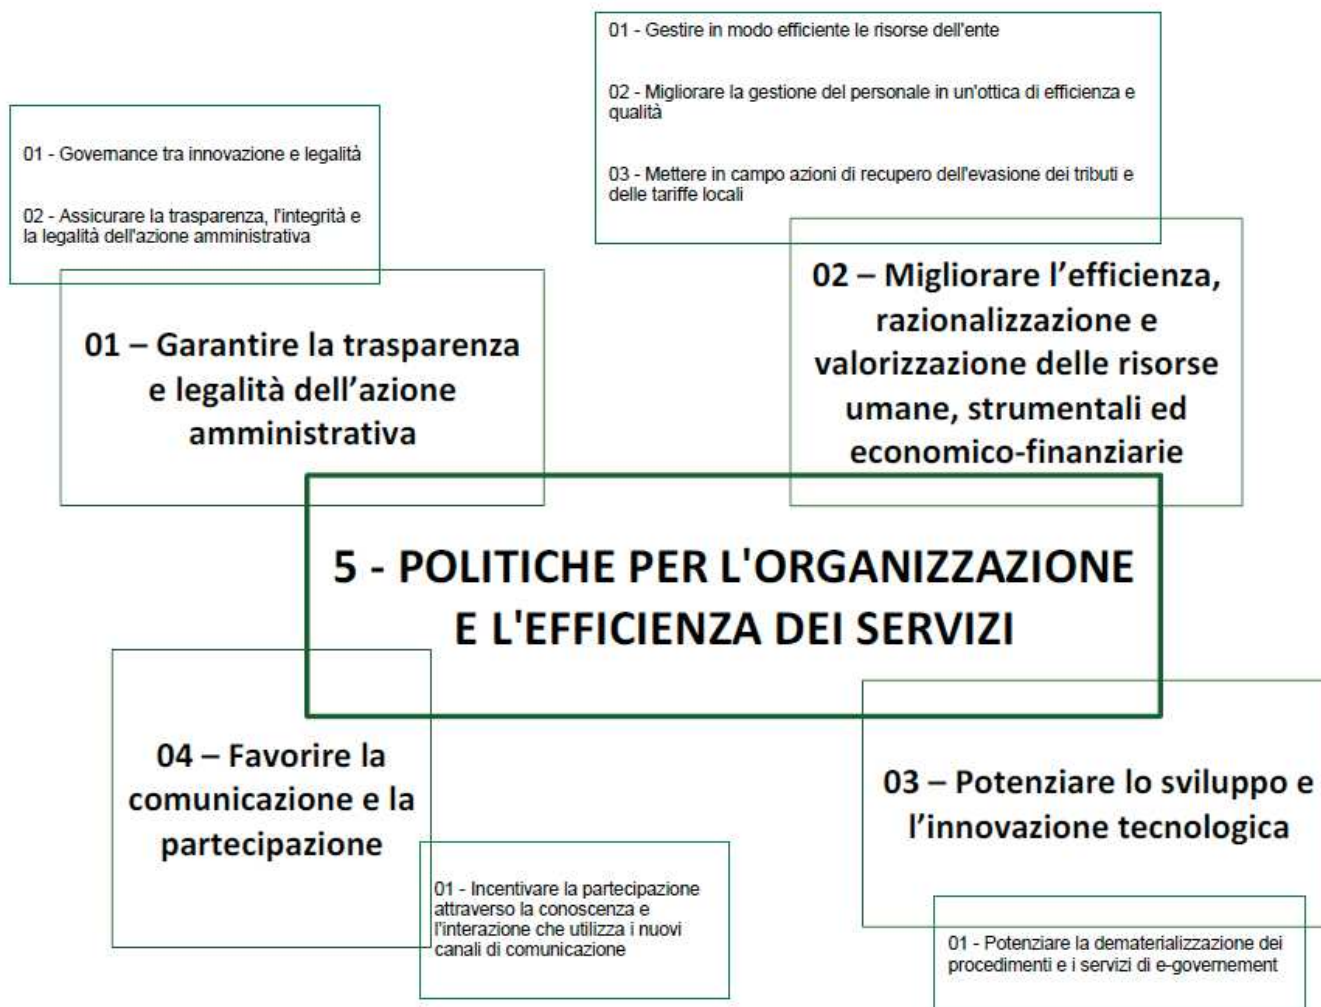 01 - Gestire in modo efficiente le risorse dell'ente
02 - Migliorare la gestione del personale in un'ottica di efficienza e
qualità
03 - Mettere in campo azioni di recupero dell'evasione dei tributi e
delle tariffe locali
01 - Governance tra innovazione e legalità
02 - Assicurare la trasparenza, l'integrità e
la legalità dell'azione amministrativa
01 – Garantire la trasparenza
e legalità dell’azione
amministrativa
02 – Migliorare l’efficienza,
razionalizzazione e
valorizzazione delle risorse
umane, strumentali ed
economico-finanziarie
5 - POLITICHE PER L'ORGANIZZAZIONE
E L'EFFICIENZA DEI SERVIZI
04 – Favorire la
comunicazione e la
partecipazione
03 – Potenziare lo sviluppo e
l’innovazione tecnologica
01 - Incentivare la partecipazione
attraverso la conoscenza e
l'interazione che utilizza i nuovi
canali di comunicazione
01 - Potenziare la dematerializzazione dei
procedimenti e i servizi di e-governement